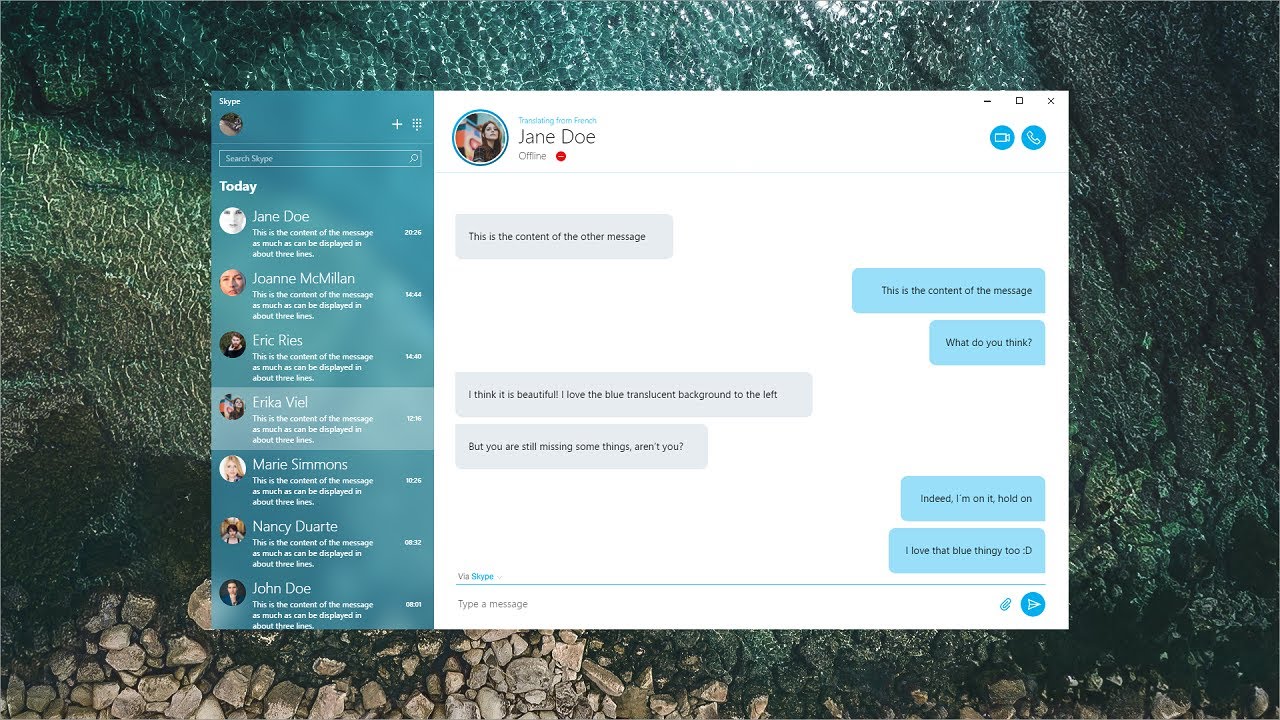 Skype
Search Skype
Today
Jane Doe
This is the content of the message
as much as can be displayed in
about three lines.
20:26
Joanne McMillan
This is the content of the message
as much as can be displayed in
about three lines.
14:44
Eric Ries
This is the content of the message
as much as can be displayed in
about three lines.
14:40
Erika Viel
This is the content of the message
as much as can be displayed in
about three lines.
12:16
Marie Simmons
This is the content of the message
as much as can be displayed in
about three lines.
10:26
Nancy Duarte
This is the content of the message
as much as can be displayed in
about three lines.
08:32
John Doe
This is the content of the message
as much as can be displayed in
about three lines.
08:01
Translating from French
Jane Doe
Offline
This is the content of the other message
This is the content of the message
What do you think?
I think it is beautiful! I love the blue translucent background to the left
But you are still missing some things, aren´t you?
Indeed, I´m on it, hold on
I love that blue thingy too :D
Via Skype
Type a message